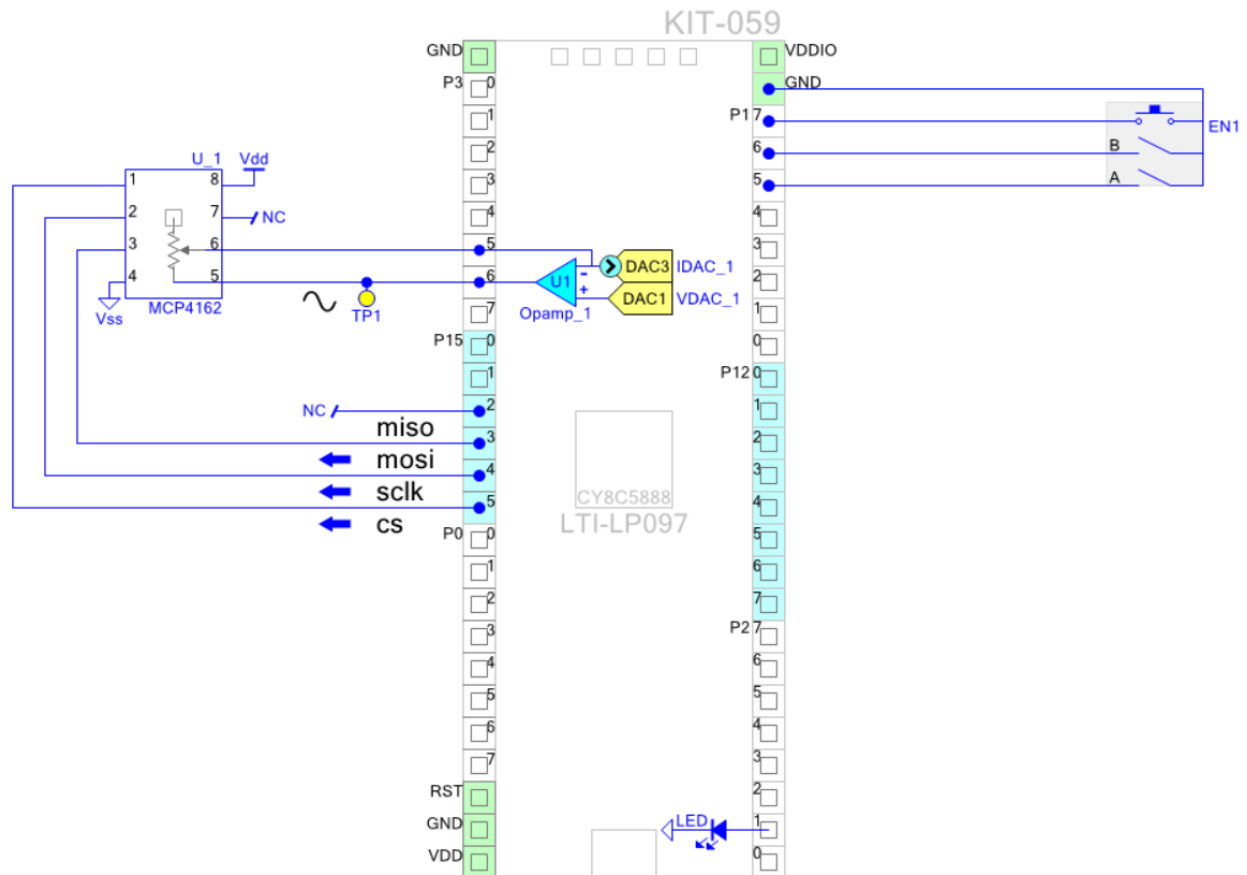 KIT-059
GND
VDDIO
P3 0
GND
1
P1 7
EN1
2
6
B
U_1
Vdd
3
5
A
1
8
2
7
NC
4
4
3
6
5
3
DAC3
IDAC_1
4
5
6
U1
-
+
2
DAC1
VDAC_1
Vss
MCP4162
TP1
7
Opamp_1
1
P15 0
0
1
P12 0
NC
2
1
miso
3
2
mosi
4
3
sclk
5
CY8C5888
4
cs
LTI-LP097
P0 0
5
1
6
2
7
3
P2 7
4
6
5
5
6
4
7
3
RST
2
GND
LED
1
VDD
0